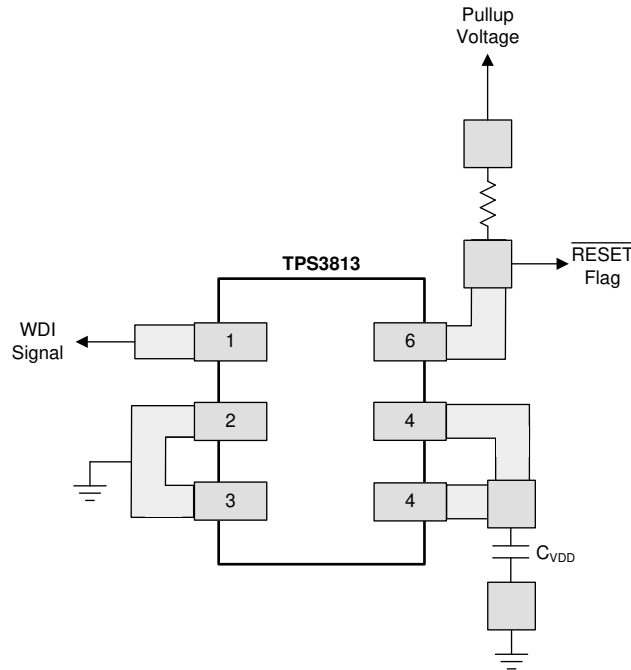 Pullup
Voltage
RESET
Flag
TPS3813
WDI
Signal
1
6
2
4
3
4
CVDD